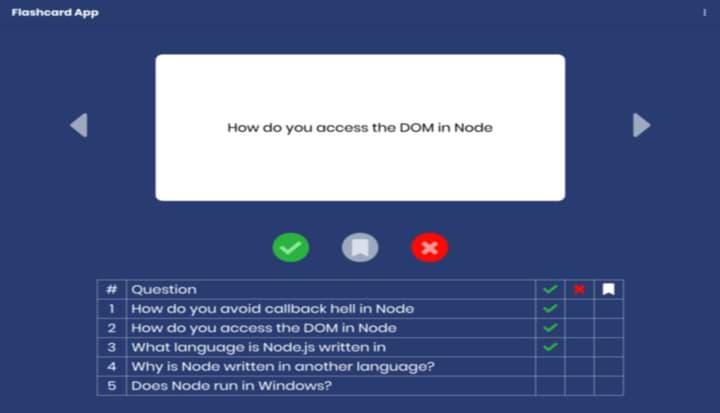 Flashcard App
How do you access the DOM in Node
# Question
1 How do you avoid callback hell in Node
2 How do you access the DOM in Node
3 What language is Node.js written in
4 Why is Node written in another language?
5 Does Node run in Windows?